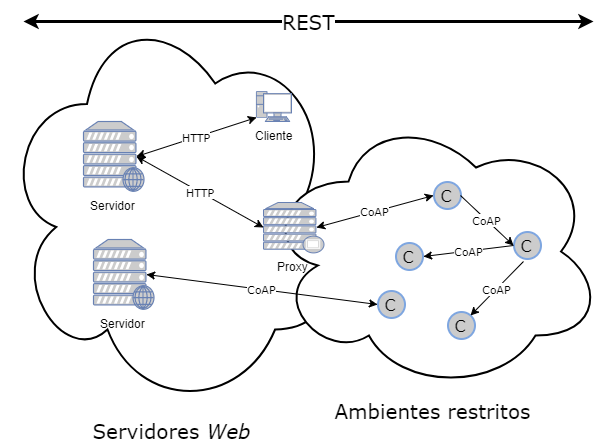 REST
HTTP
Cliente
Servidor
HTTP
CoAP
C
CoAP
Proxy
C
CoAP
C
CoAP
CoAP
C
C
Servidor
Ambientes restritos
Servidores Web